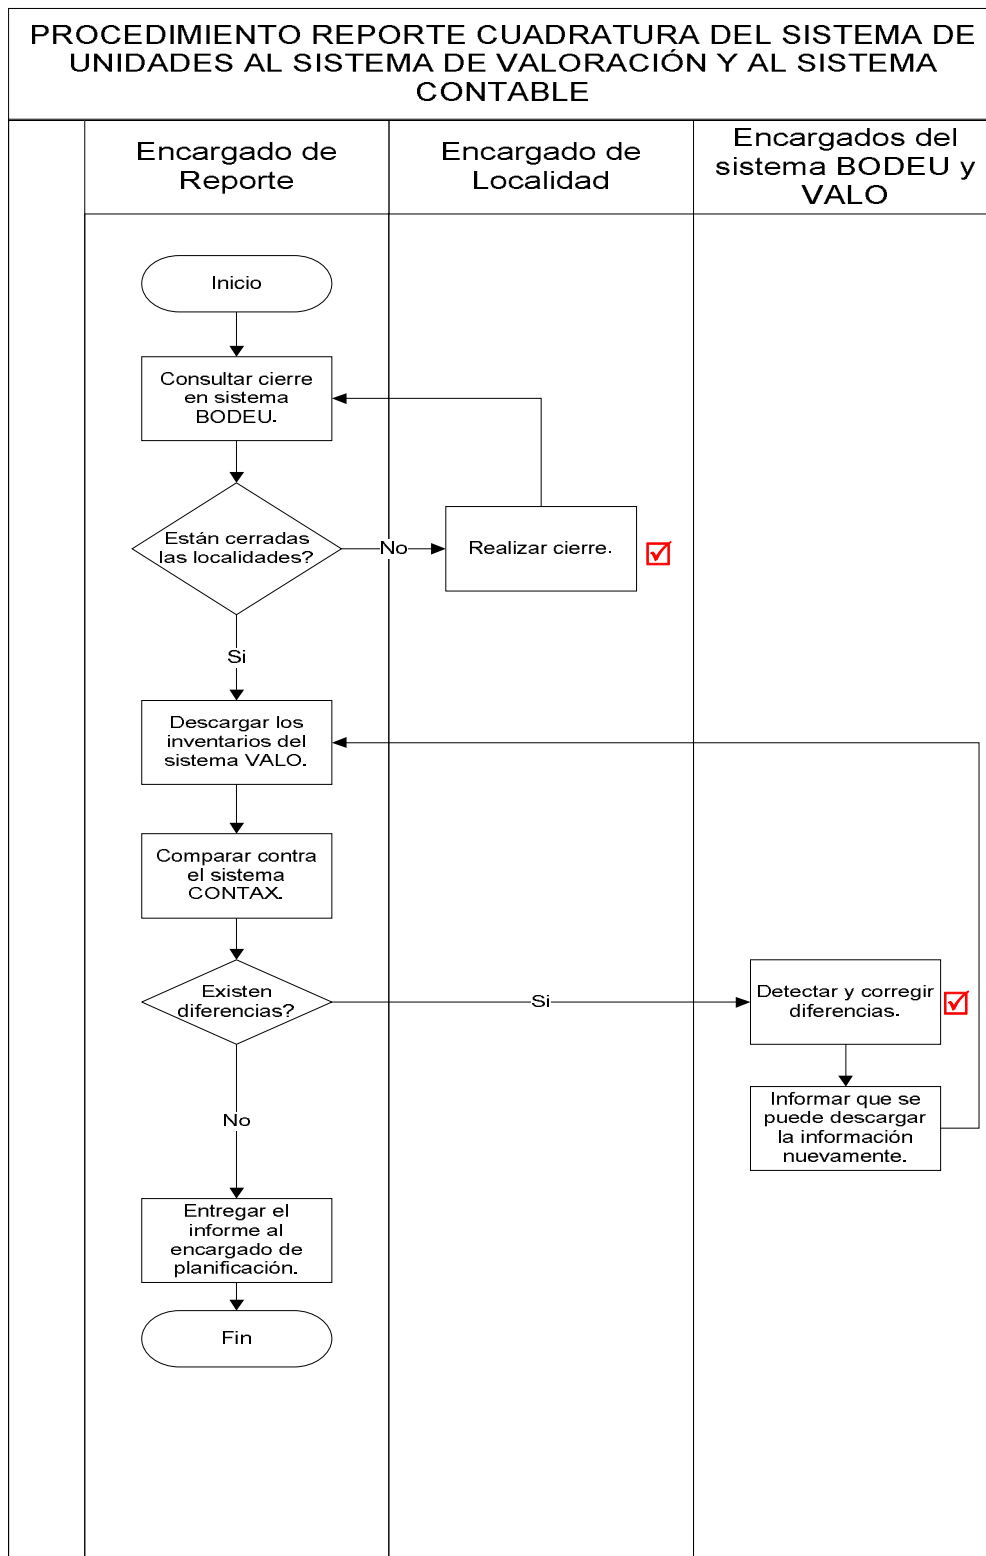 PROCEDIMIENTO REPORTE CUADRATURA DEL SISTEMA DE
UNIDADES AL SISTEMA DE VALORACIÓN Y AL SISTEMA
CONTABLE
Encargado de
Reporte
Encargado de
Localidad
Encargados del
sistema BODEU y
VALO
Inicio
Consultar cierre
en sistema
BODEU.
Están cerradas
las localidades?
No
Realizar cierre.
Si
Descargar los
inventarios del
sistema VALO.
Comparar contra
el sistema
CONTAX.
Existen
diferencias?
Si
Detectar y corregir
diferencias.
Informar que se
puede descargar
la información
nuevamente.
No
Entregar el
informe al
encargado de
planificación.
Fin